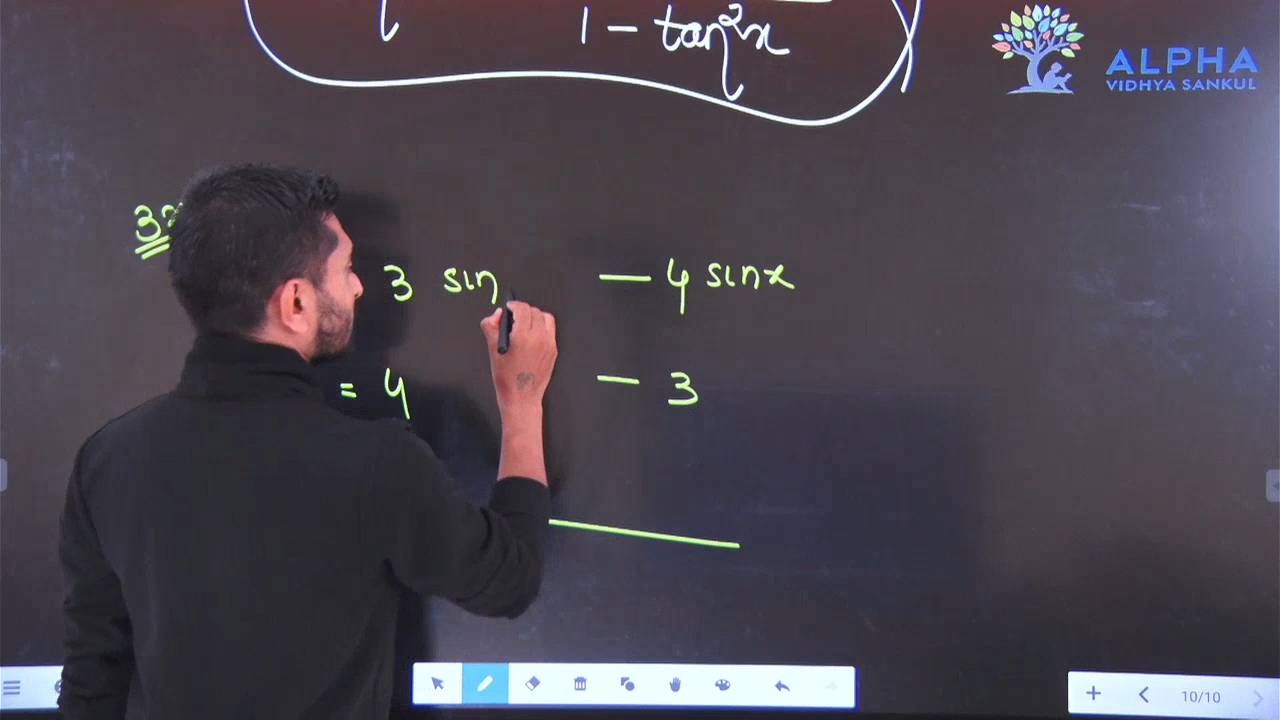 1 - tan²x
ALPHA
VIDHYA SANKUL
3 sin — 4 sinx
= 4 — 3
10/10